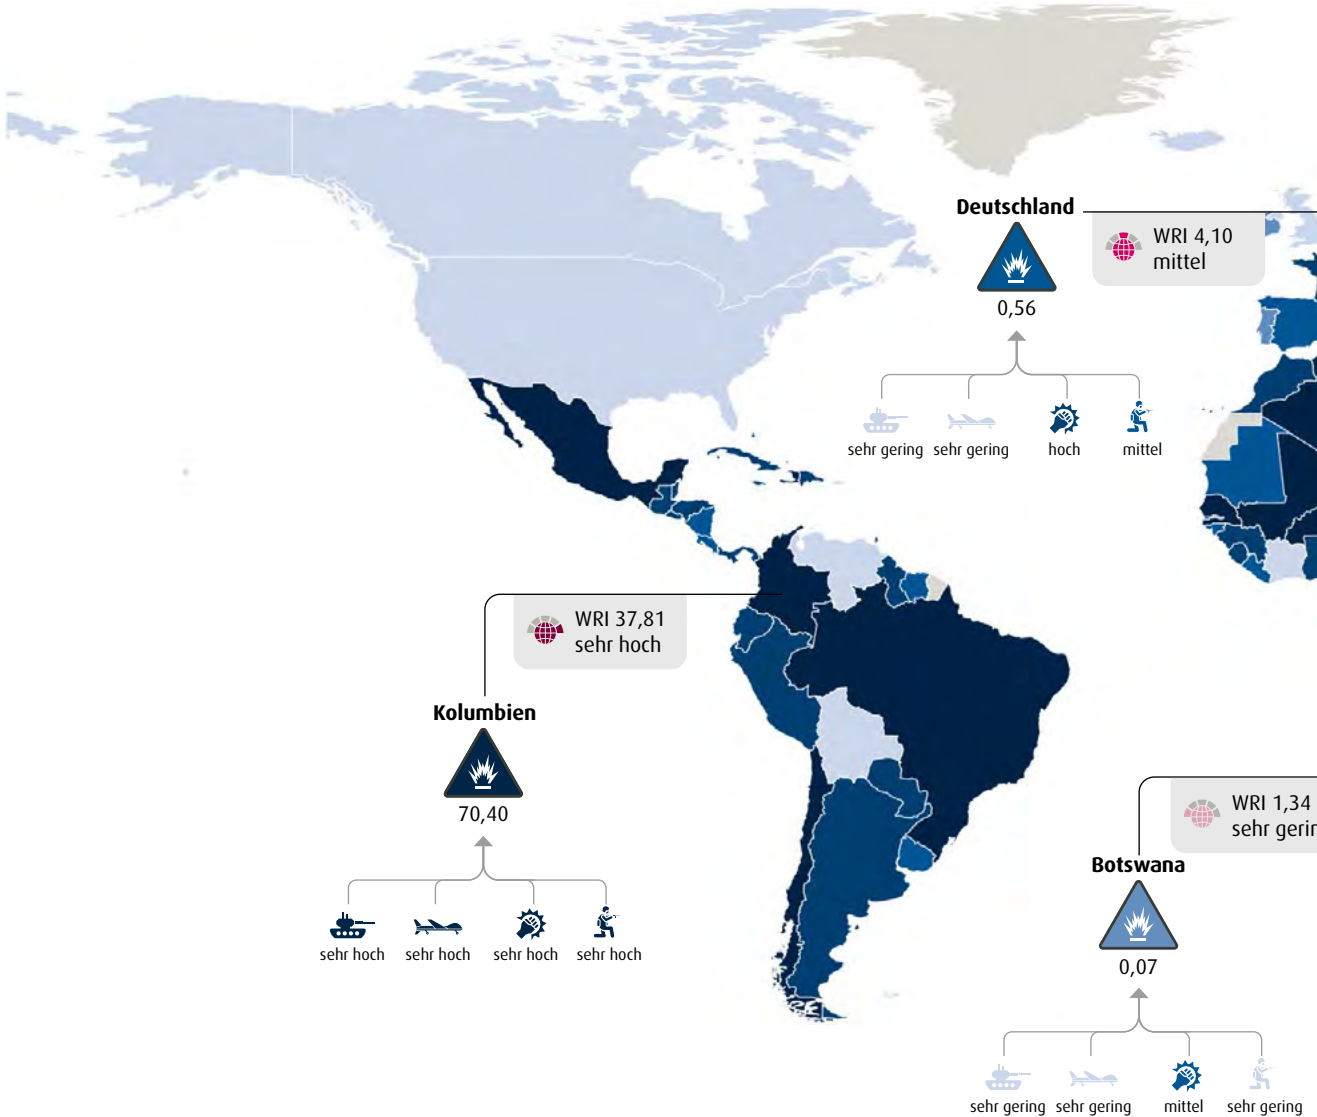 Deutschland
WRI 4,10
mittel
0,56
sehr gering
sehr gering
hoch
mittel
WRI 37,81
sehr hoch
Kolumbien
70,40
sehr hoch
sehr hoch
sehr hoch
sehr hoch
WRI 1,34
sehr gerin
Botswana
0,07
sehr gering
sehr gering
mittel
sehr gering